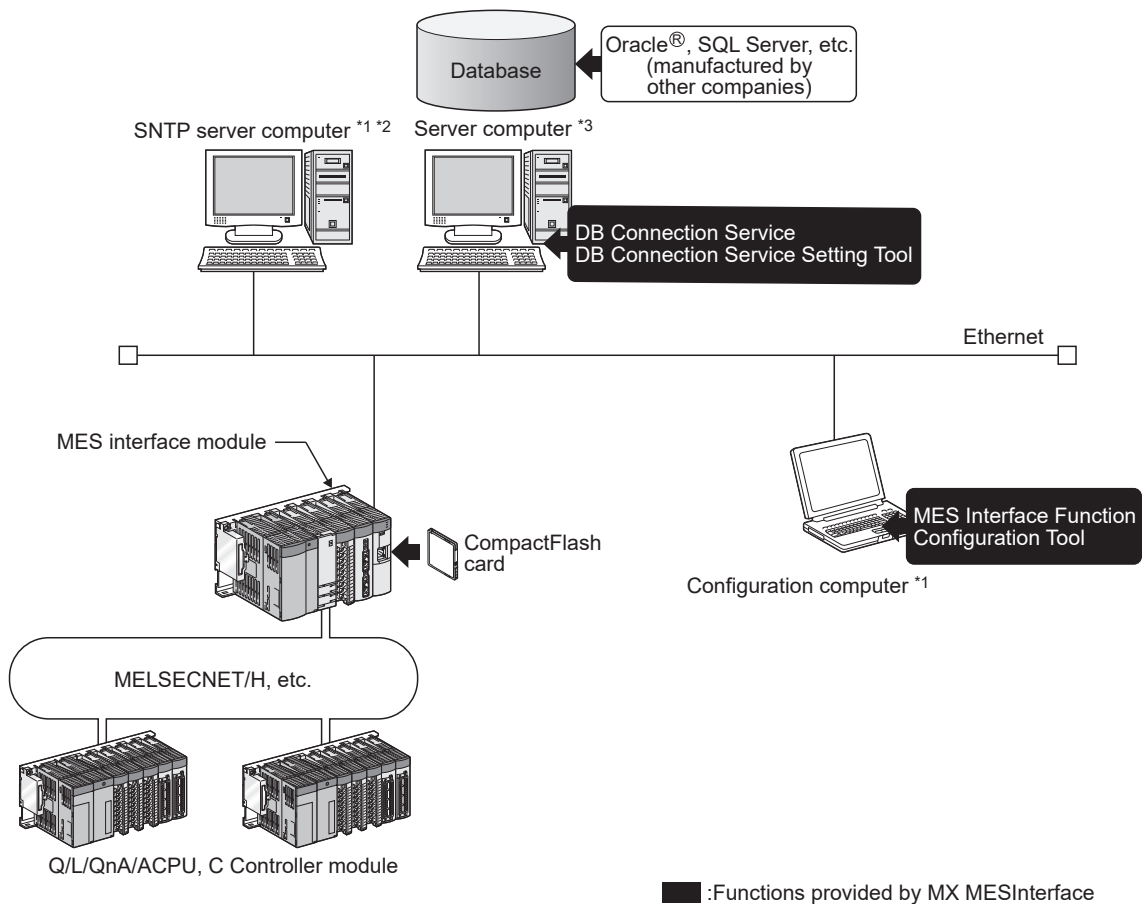 Oracle®, SQL Server, etc.
(manufactured by
other companies)
Database
SNTP server computer *1 *2
Server computer *3
DB Connection Service
DB Connection Service Setting Tool
Ethernet
MES interface module
CompactFlash
card
MES Interface Function
Configuration Tool
Configuration computer *1
MELSECNET/H, etc.
Q/L/QnA/ACPU, C Controller module
:Functions provided by MX MESInterface